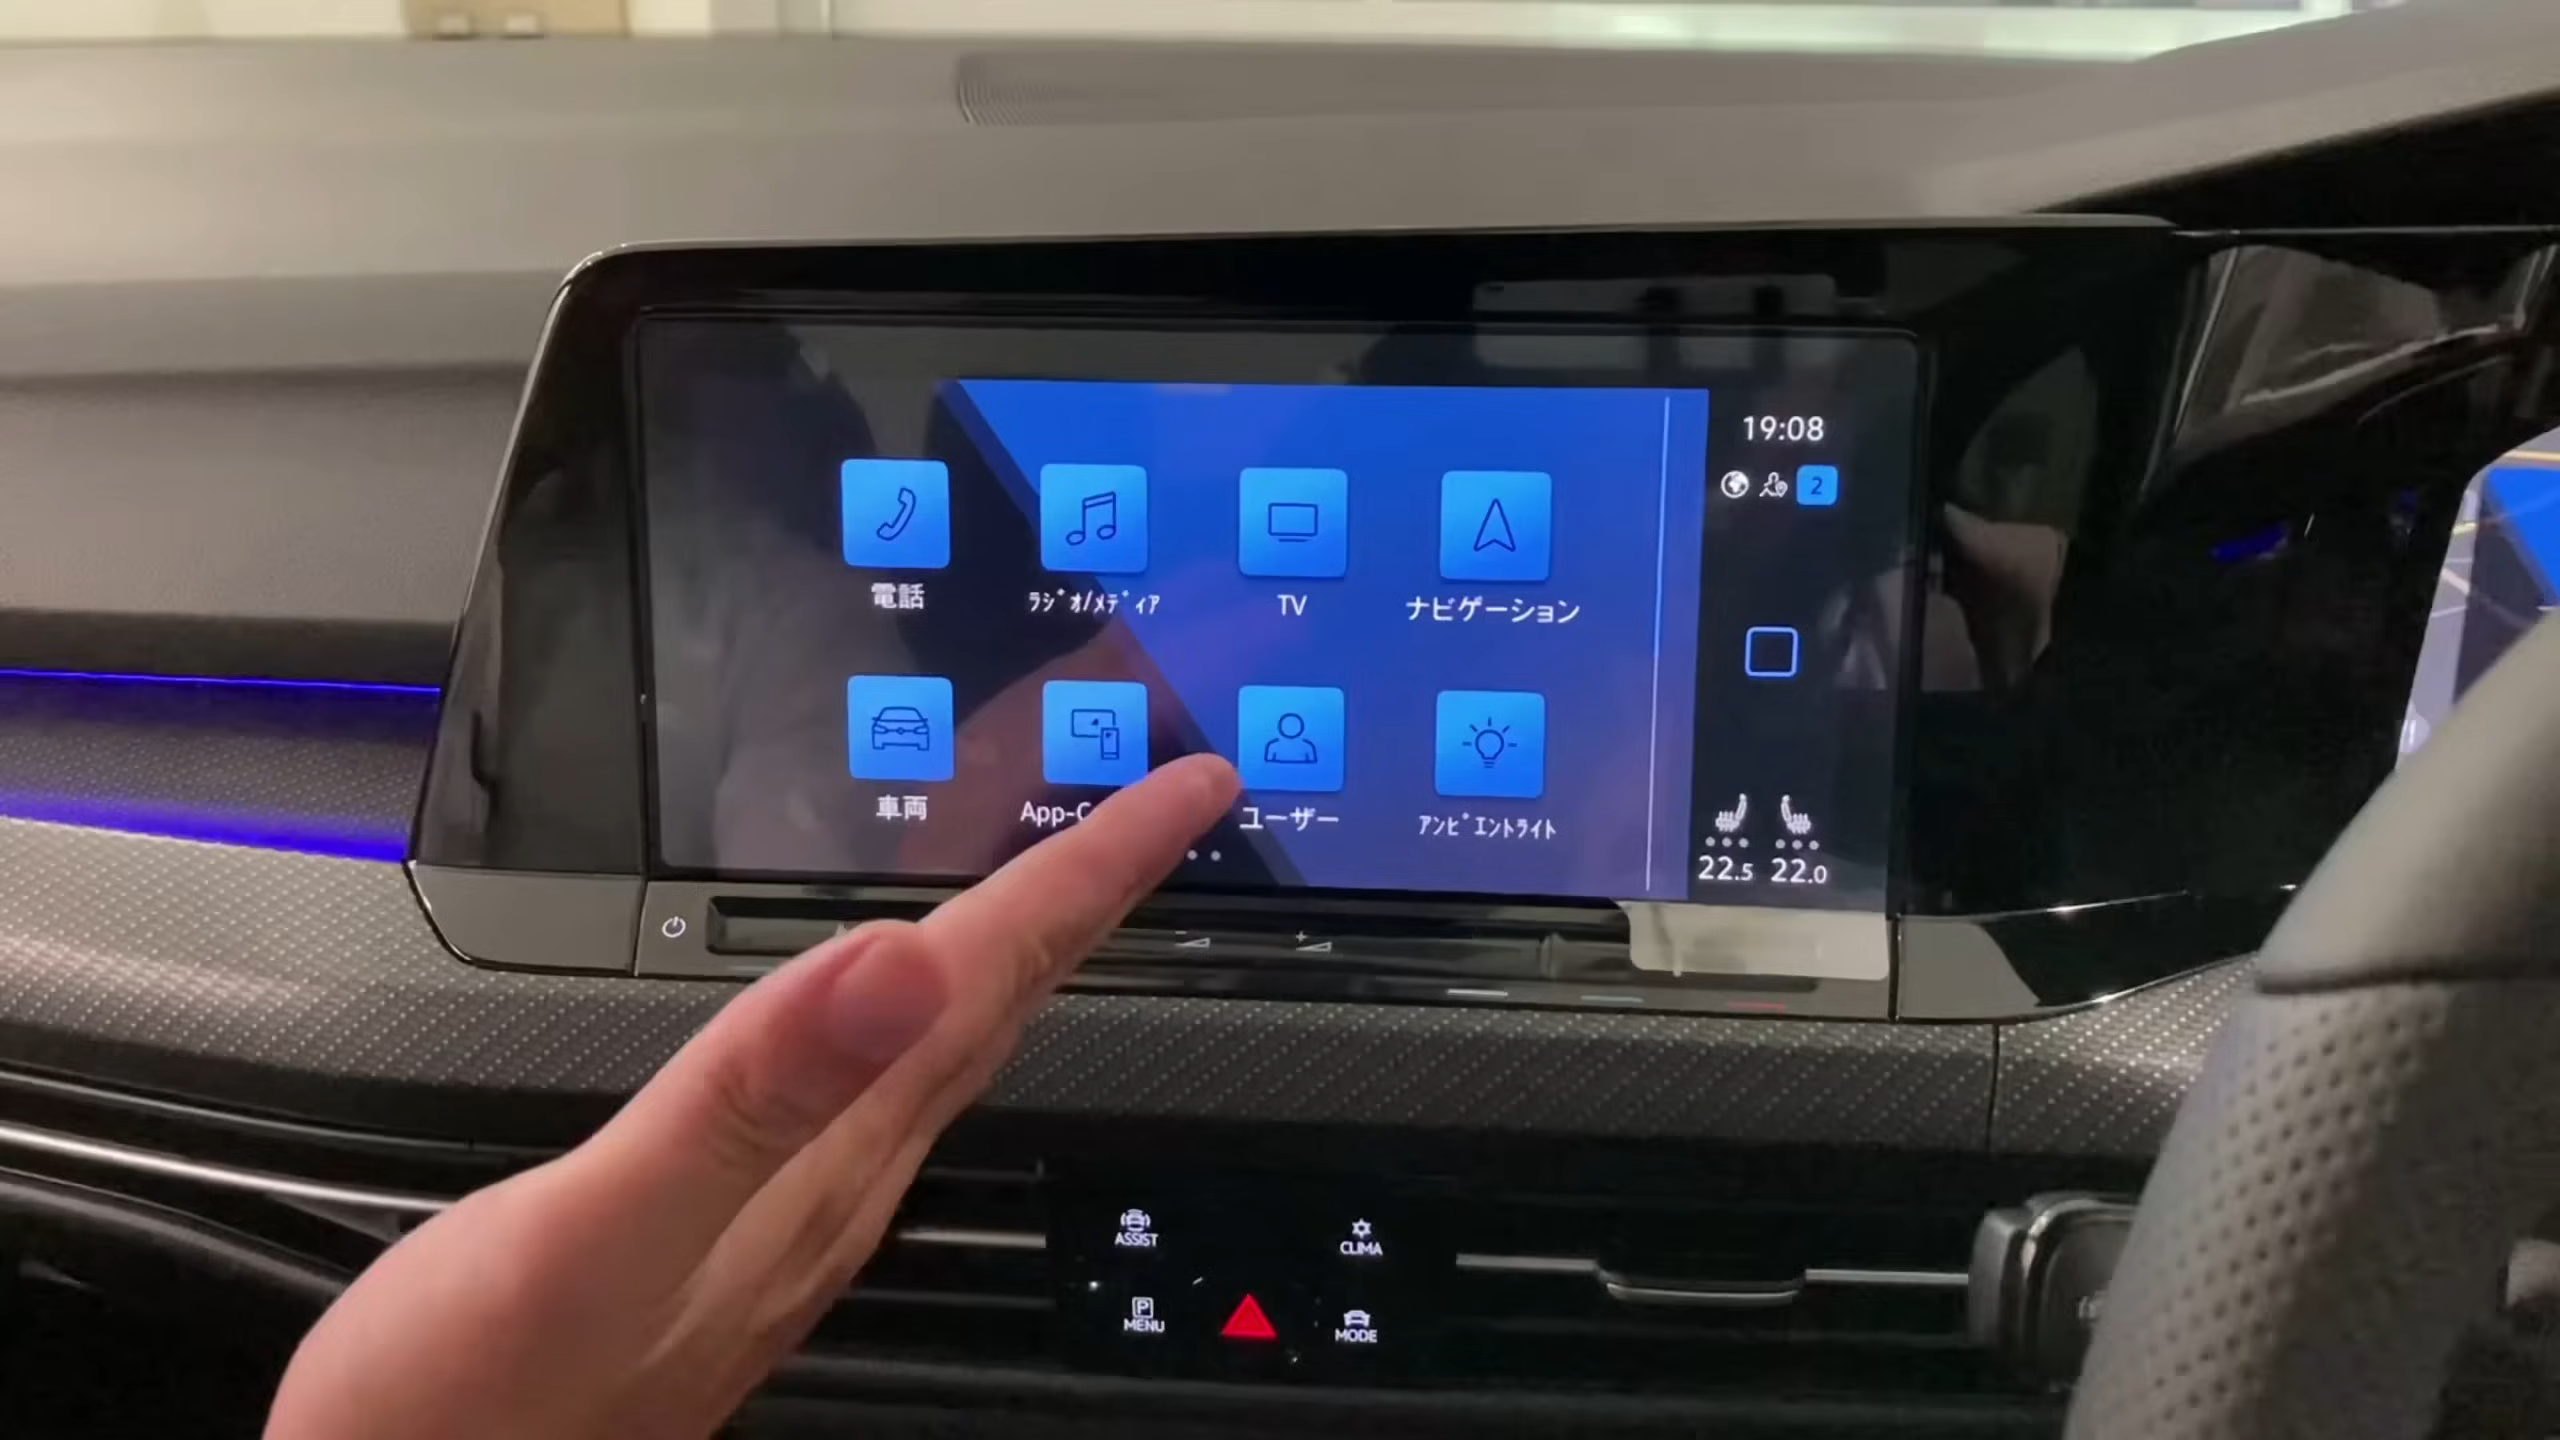 19:08
2
電話
ラジオ/メディア
TV
ナビゲーション
車両
App-C
ユーザー
アンビエントライト
22.5 22.0
ASSIST
CLIMA
P
MENU
MODE